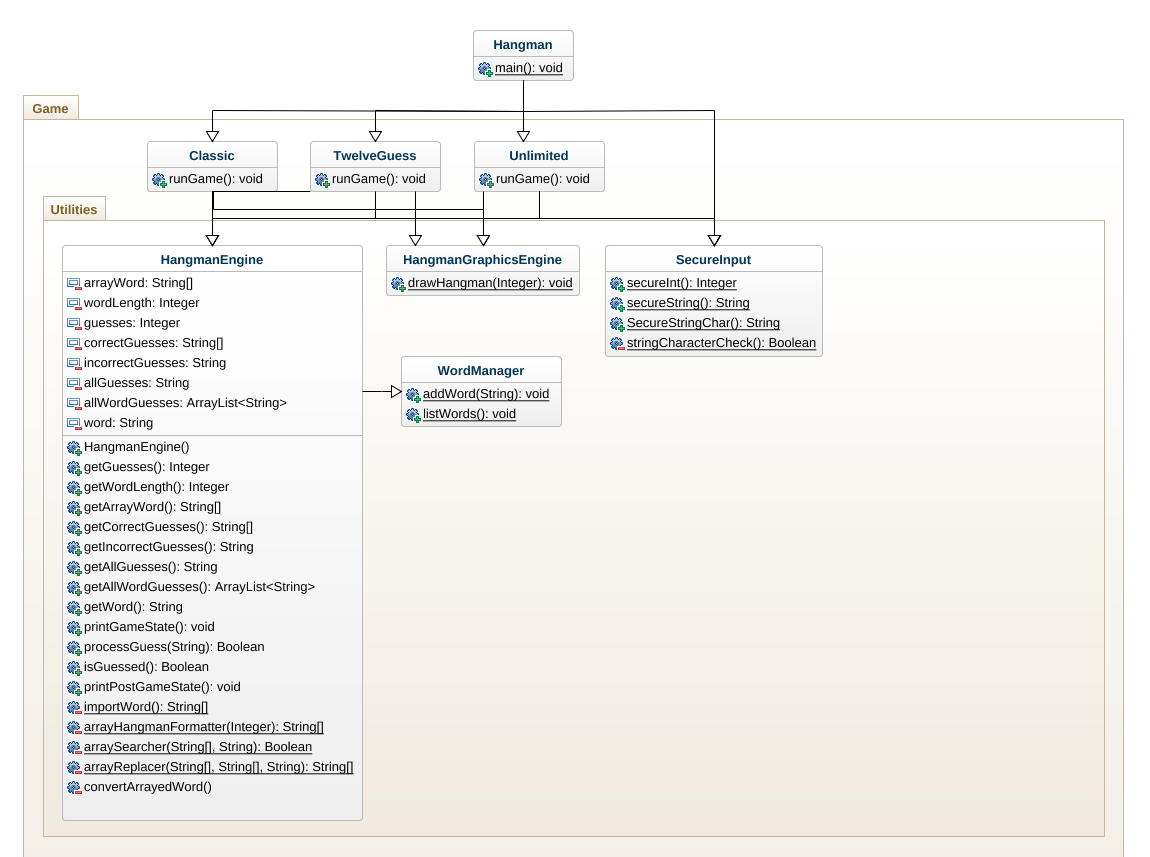 Hangman
main(): void
Game
Classic
runGame(): void
TwelveGuess
runGame(): void
Unlimited
runGame(): void
Utilities
HangmanEngine
arrayWord: String[]
wordLength: Integer
guesses: Integer
correctGuesses: String[]
incorrectGuesses: String
allGuesses: String
allWordGuesses: ArrayList<String>
word: String
HangmanEngine()
getGuesses(): Integer
getWordLength(): Integer
getArrayWord(): String[]
getCorrectGuesses(): String[]
getIncorrectGuesses(): String
getAllGuesses(): String
getAllWordGuesses(): ArrayList<String>
getWord(): String
printGameState(): void
processGuess(String): Boolean
isGuessed(): Boolean
printPostGameState(): void
importWord(): String[]
arrayHangmanFormatter(Integer): String[]
arraySearcher(String[], String): Boolean
arrayReplacer(String[], String[], String): String[]
convertArrayedWord()
HangmanGraphicsEngine
drawHangman(Integer): void
WordManager
addWord(String): void
listWords(): void
SecureInput
secureInt(): Integer
secureString(): String
SecureStringChar(): String
stringCharacterCheck(): Boolean